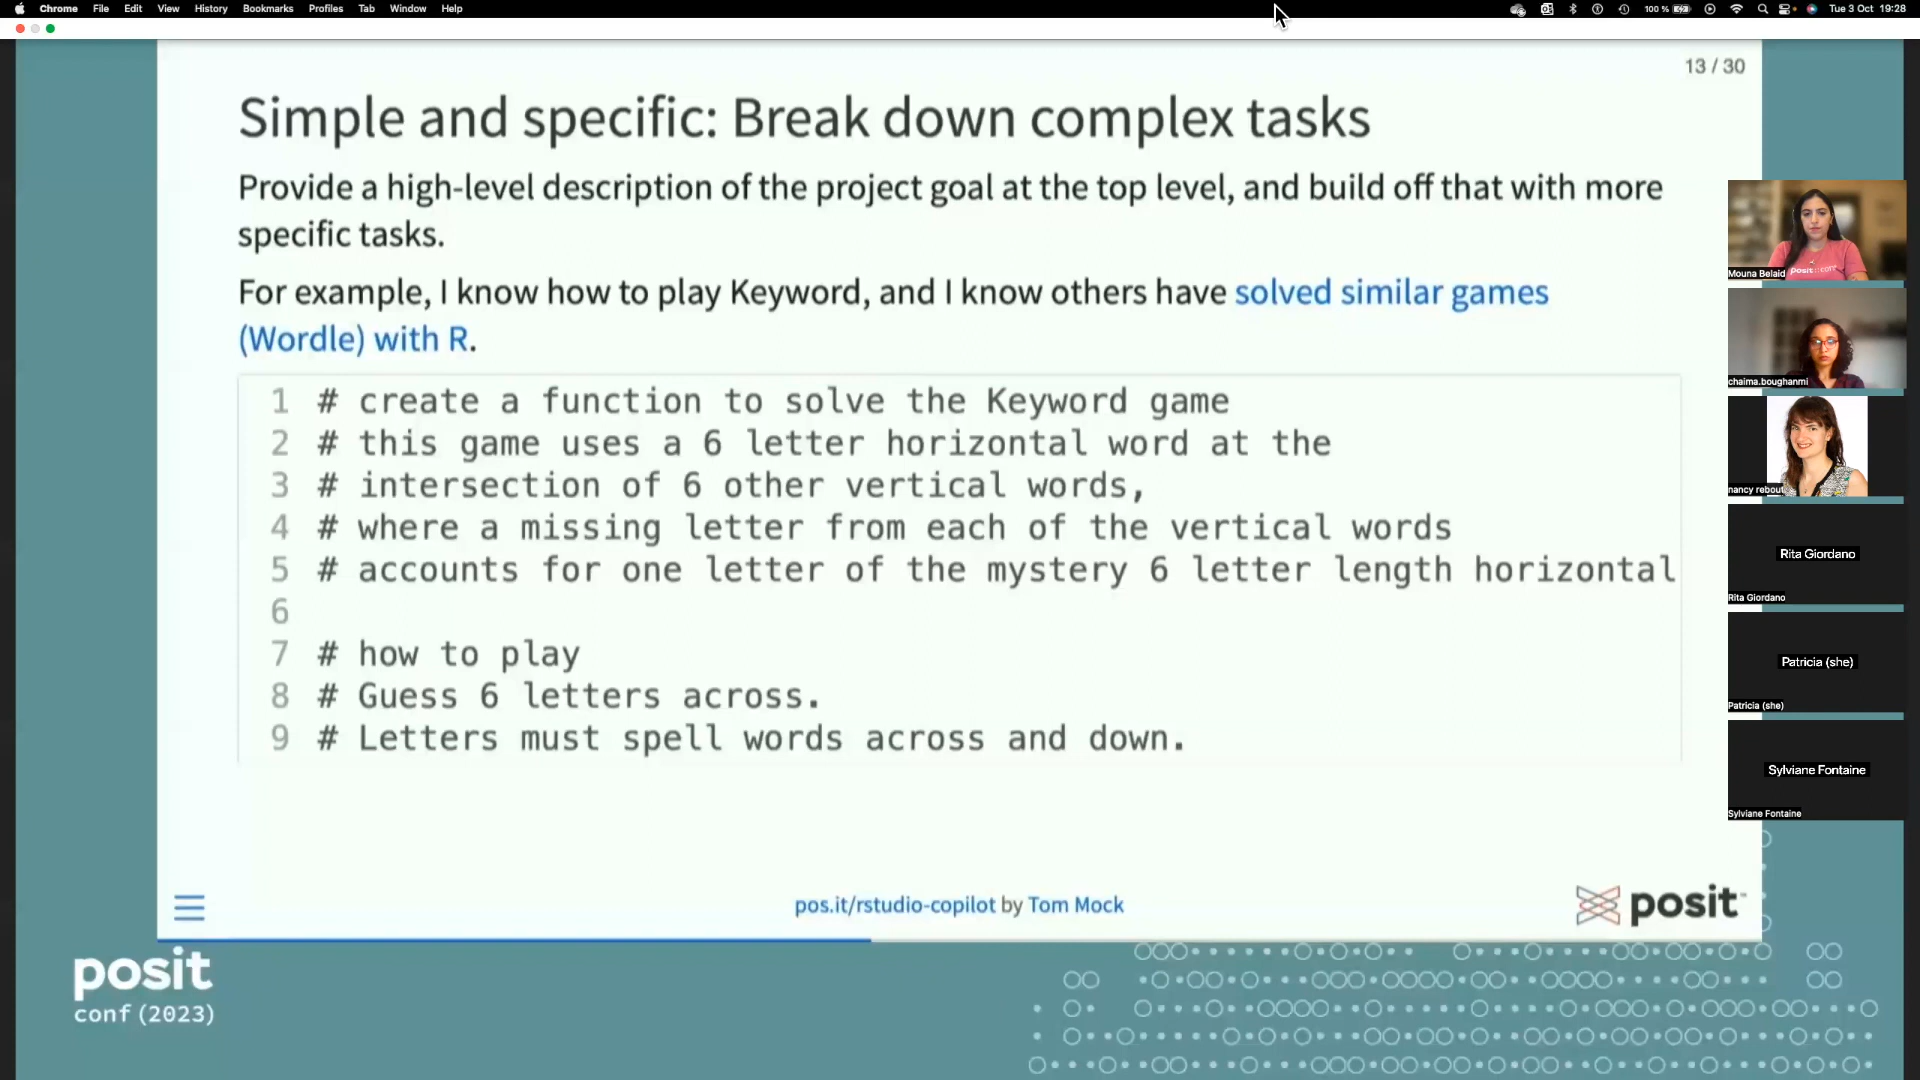 Chrome File Edit View History Bookmarks Profiles Tab Window Help
100 % Tue 3 Oct 19:28
13 / 30
Simple and specific: Break down complex tasks
Provide a high-level description of the project goal at the top level, and build off that with more
specific tasks.
For example, I know how to play Keyword, and I know others have solved similar games
(Wordle) with R.
1 # create a function to solve the Keyword game
2 # this game uses a 6 letter horizontal word at the
3 # intersection of 6 other vertical words,
4 # where a missing letter from each of the vertical words
5 # accounts for one letter of the mystery 6 letter length horizontal
6
7 # how to play
8 # Guess 6 letters across.
9 # Letters must spell words across and down.
pos.it/rstudio-copilot by Tom Mock
posit
posit
conf (2023)
posit::conf
Mouna Belaid
chaima.boughanmi
nancy rebout
Rita Giordano
Rita Giordano
Patricia (she)
Patricia (she)
Sylviane Fontaine
Sylviane Fontaine